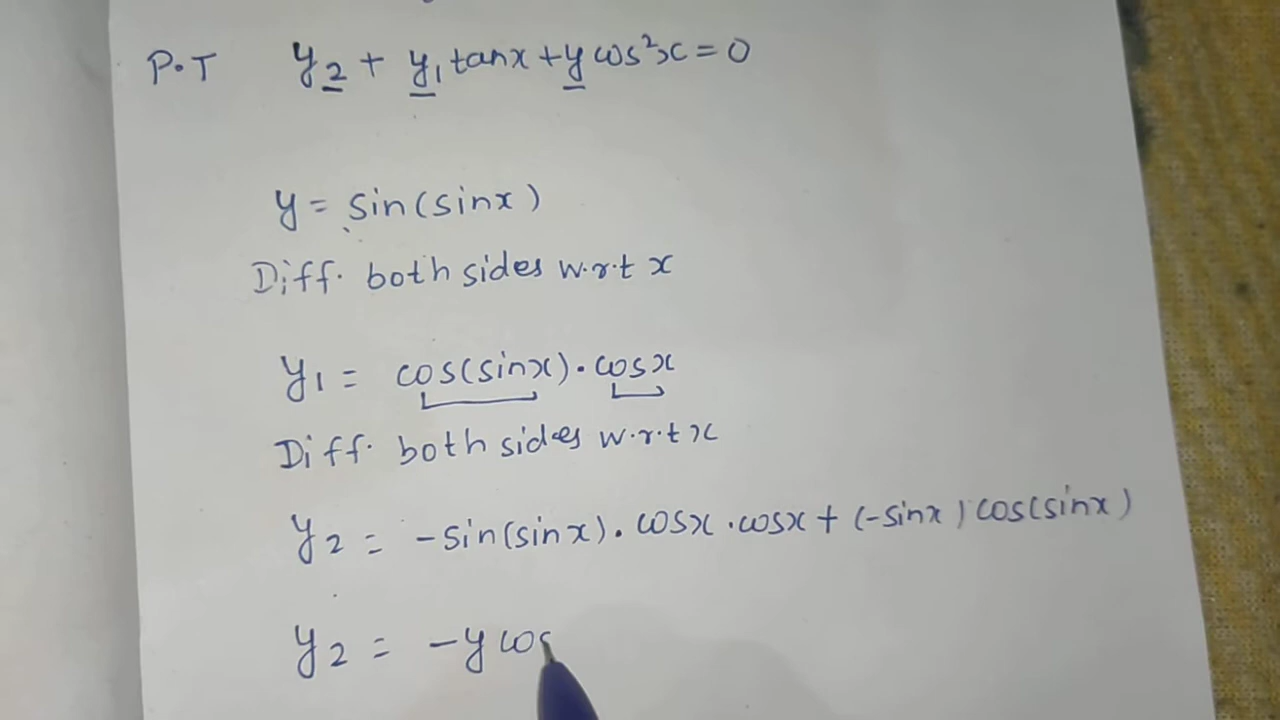 P.T y₂ + y₁ tanx + y cos²x = 0
y = sin(sinx)
Diff. both sides w.r.t x
y₁ = cos(sinx) . cosx
Diff. both sides w.r.t x
y₂ = -sin(sinx) . cosx . cosx + (-sinx) cos(sinx)
y₂ = -y cos